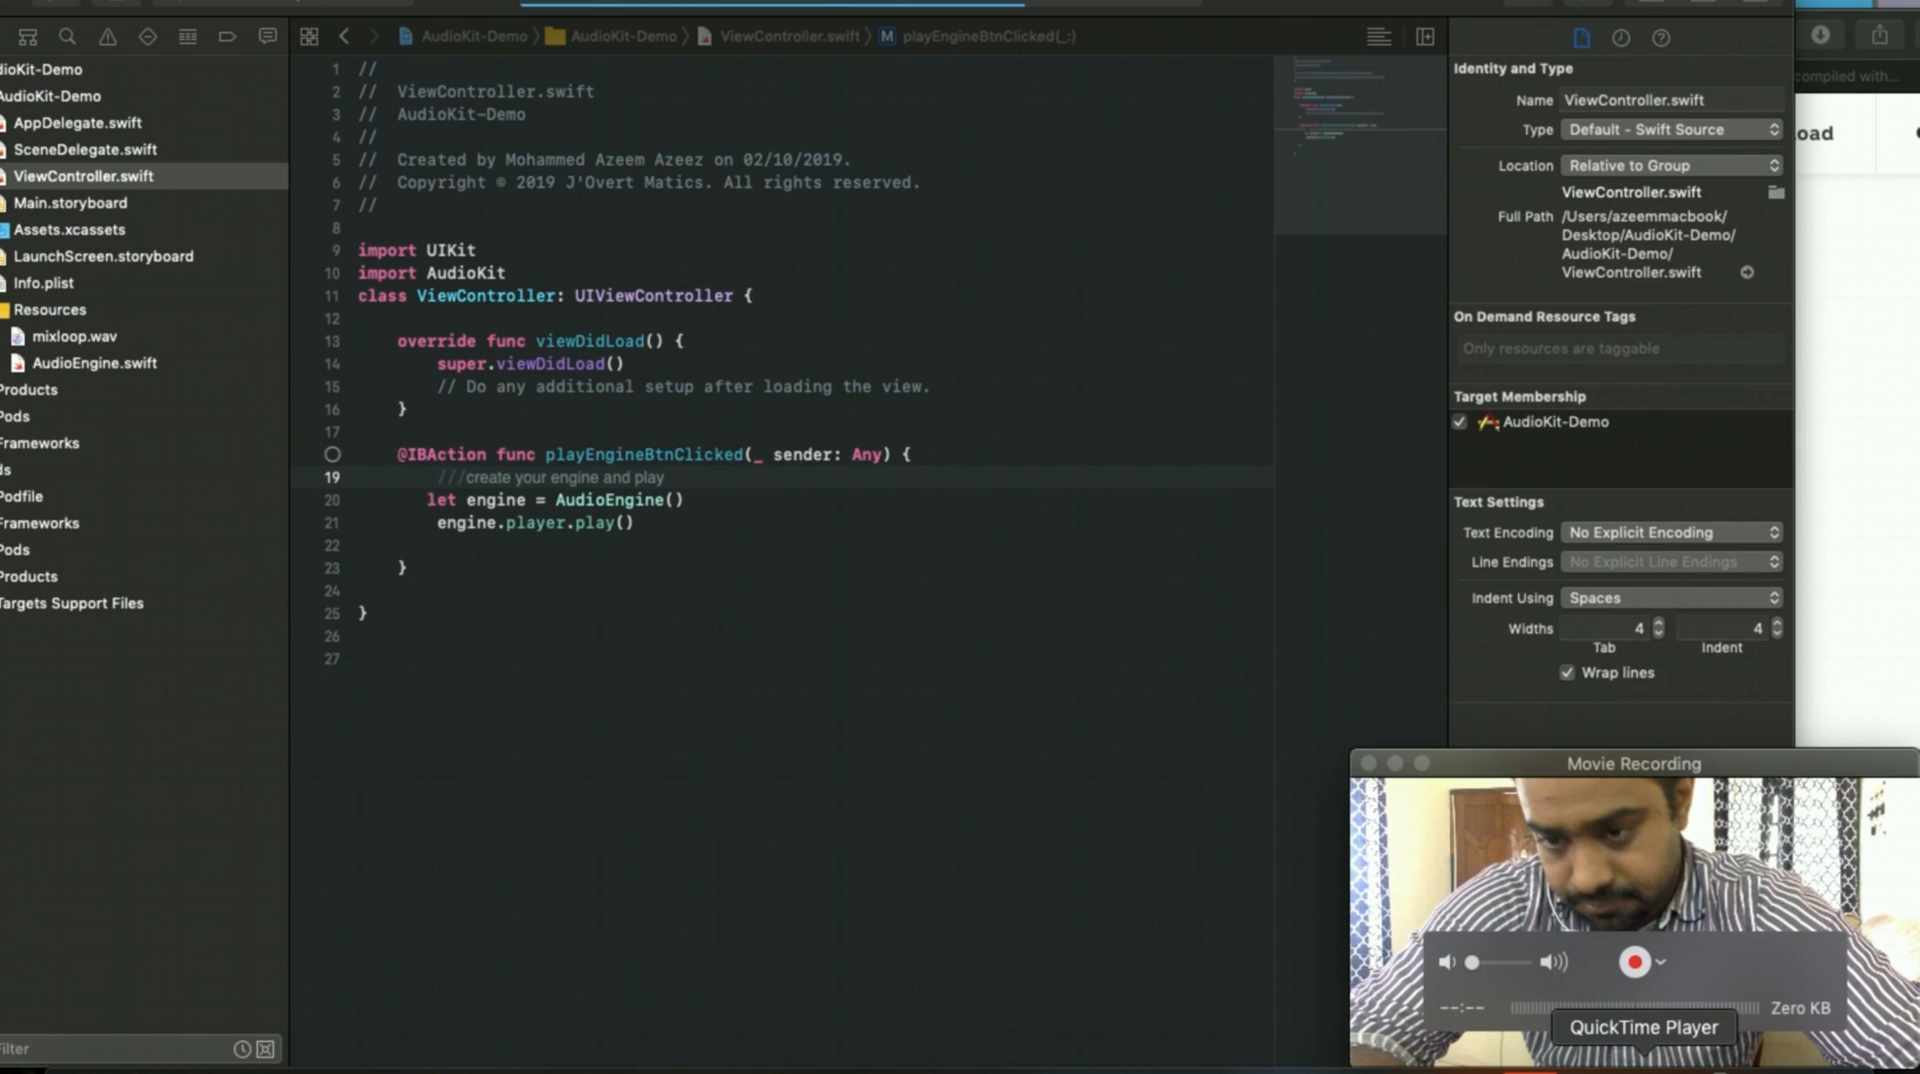 AudioKit-Demo
AudioKit-Demo
ViewController.swift
M playEngineBtnClicked(_:)
dioKit-Demo
AudioKit-Demo
AppDelegate.swift
SceneDelegate.swift
ViewController.swift
Main.storyboard
Assets.xcassets
LaunchScreen.storyboard
Info.plist
Resources
mixloop.wav
AudioEngine.swift
Products
Pods
Frameworks
ds
Podfile
Frameworks
Pods
Products
Targets Support Files
Filter
1 //
2 // ViewController.swift
3 // AudioKit-Demo
4 //
5 // Created by Mohammed Azeem Azeez on 02/10/2019.
6 // Copyright © 2019 J'Overt Matics. All rights reserved.
7 //
8
9 import UIKit
10 import AudioKit
11 class ViewController: UIViewController {
12
13 override func viewDidLoad() {
14 super.viewDidLoad()
15 // Do any additional setup after loading the view.
16 }
17
@IBAction func playEngineBtnClicked(_ sender: Any) {
19 ///create your engine and play
20 let engine = AudioEngine()
21 engine.player.play()
22
23 }
24
25 }
26
27
Identity and Type
Name ViewController.swift
Type Default - Swift Source
Location Relative to Group
ViewController.swift
Full Path /Users/azeemmacbook/
Desktop/AudioKit-Demo/
AudioKit-Demo/
ViewController.swift
On Demand Resource Tags
Only resources are taggable
Target Membership
AudioKit-Demo
Text Settings
Text Encoding No Explicit Encoding
Line Endings No Explicit Line Endings
Indent Using Spaces
Widths 4 4
Tab Indent
Wrap lines
compiled with...
oad
Movie Recording
--:-- Zero KB
QuickTime Player